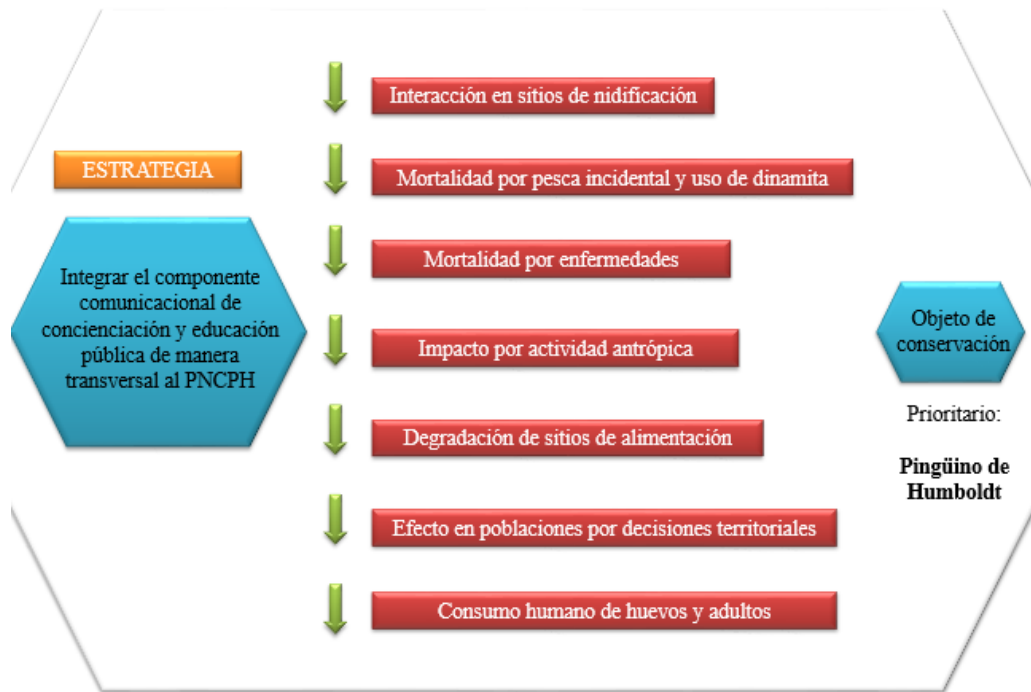 ESTRATEGIA
Integrar el componente
comunicacional de
concienciación y educación
pública de manera
transversal al PNCPH
Interacción en sitios de nidificación
Mortalidad por pesca incidental y uso de dinamita
Mortalidad por enfermedades
Impacto por actividad antrópica
Degradación de sitios de alimentación
Efecto en poblaciones por decisiones territoriales
Consumo humano de huevos y adultos
Objeto de
conservación
Prioritario:
Pingüino de
Humboldt